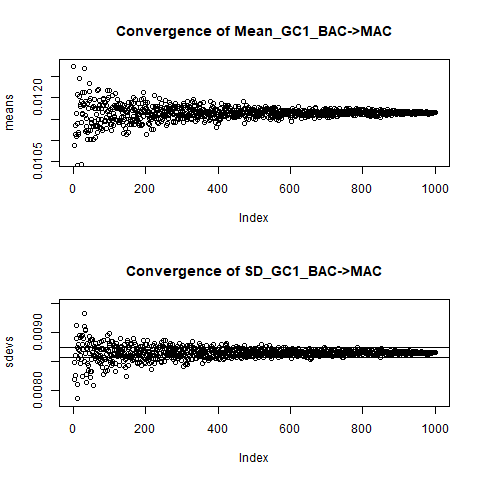 Convergence of Mean_GC1_BAC->MAC
means
0.0120
0.0105
0 200 400 600 800 1000
Index
Convergence of SD_GC1_BAC->MAC
sdevs
0.0090
0.0080
0 200 400 600 800 1000
Index